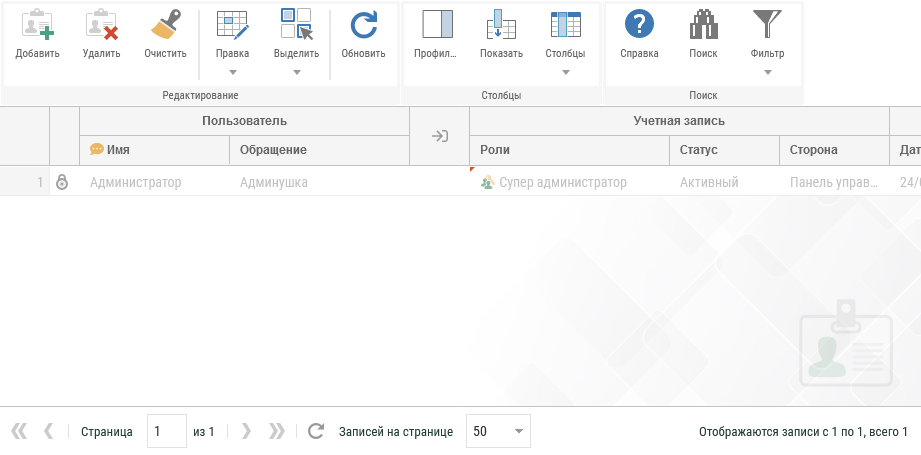 Добавить Удалить Очистить Правка Выделить Обновить Профил... Показать Столбцы Справка Поиск Фильтр
Редактирование Столбцы Поиск
Пользователь Учетная запись
Имя Обращение Роли Статус Сторона Дат
1 Администратор Админушка Супер администратор Активный Панель управ... 24/0
Страница 1 из 1 Записей на странице 50 Отображаются записи с 1 по 1, всего 1